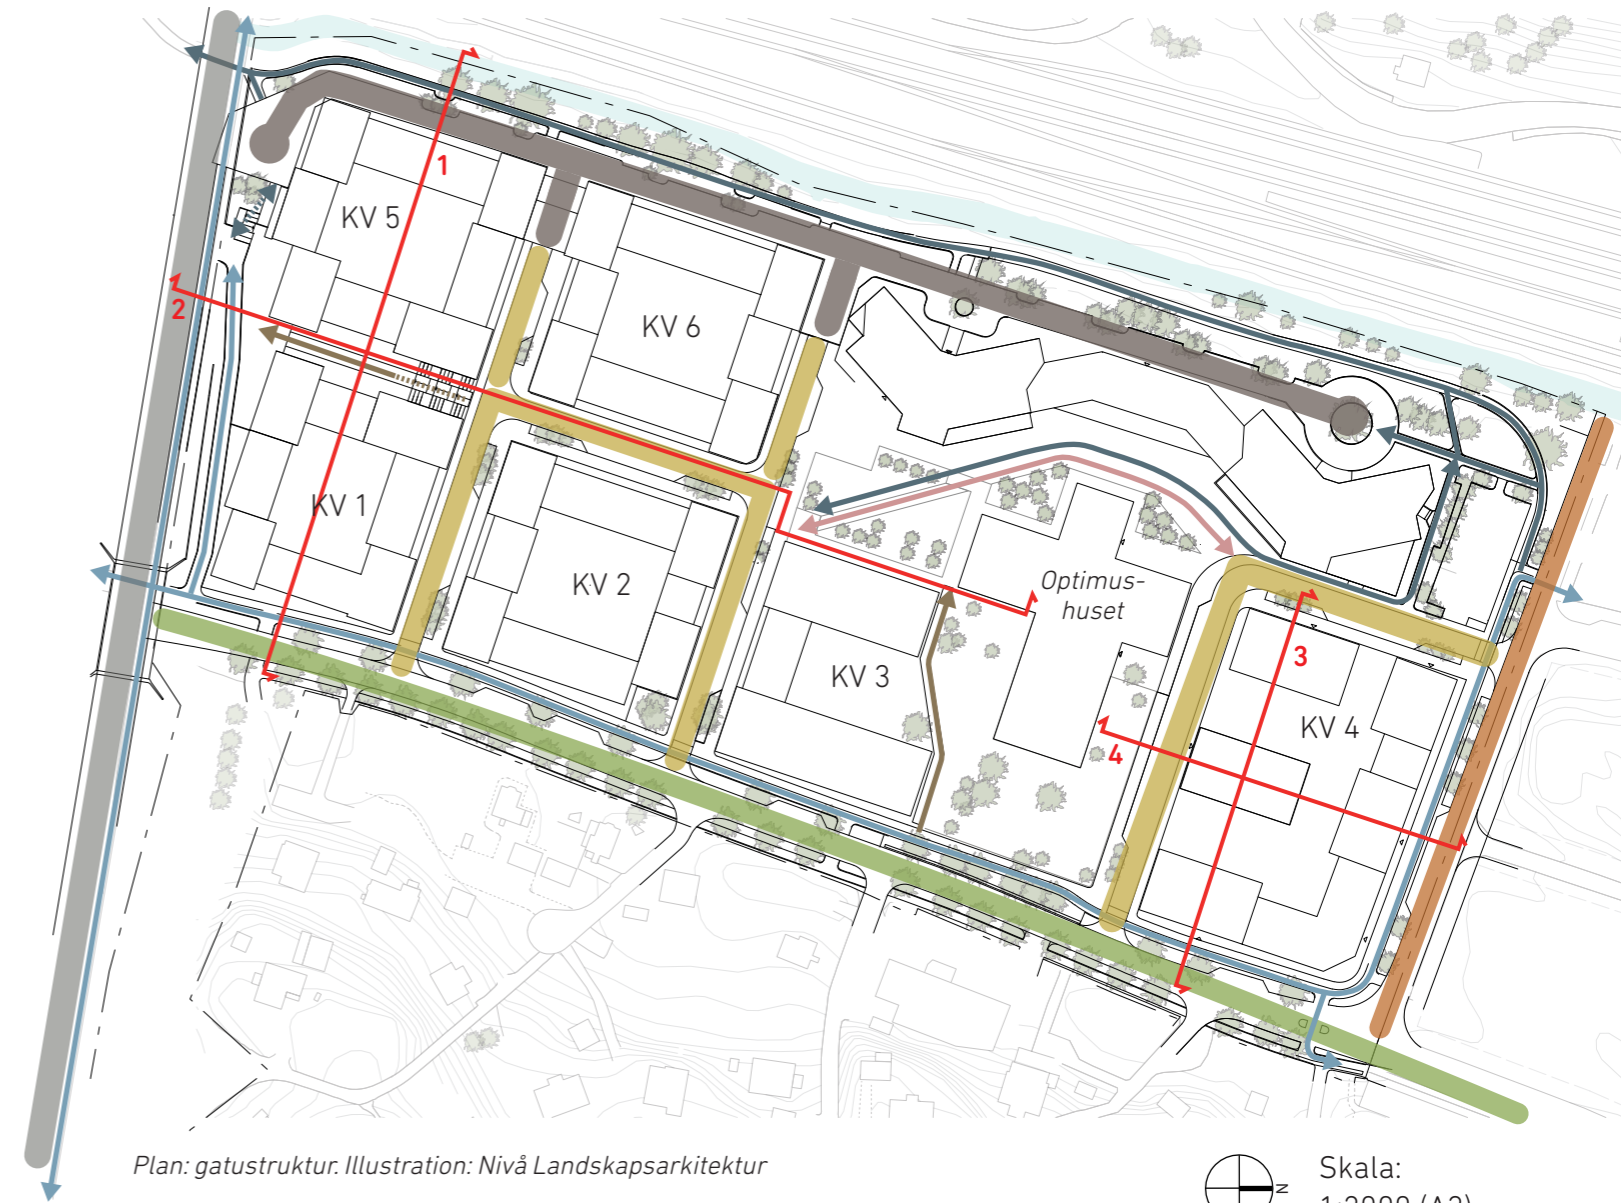 1
KV 5
2
KV 6
KV 1
KV 2
Optimus-
huset
KV 3
3
KV 4
4
Plan: gatustruktur. Illustration: Nivå Landskapsarkitektur
N
Skala: